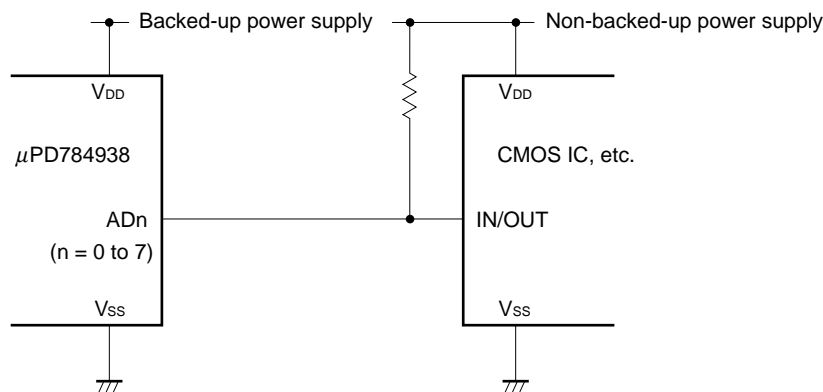 Backed-up power supply
Non-backed-up power supply
VDD
VDD
μPD784938
CMOS IC, etc.
ADn
IN/OUT
(n = 0 to 7)
VSS
VSS